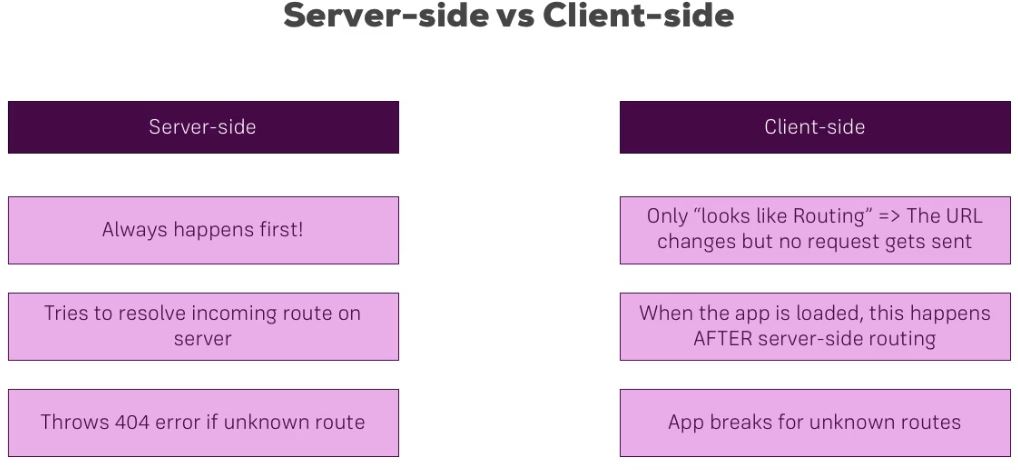 Server-side vs Client-side
Server-side
Client-side
Always happens first!
Only “looks like Routing” => The URL
changes but no request gets sent
Tries to resolve incoming route on
server
When the app is loaded, this happens
AFTER server-side routing
Throws 404 error if unknown route
App breaks for unknown routes